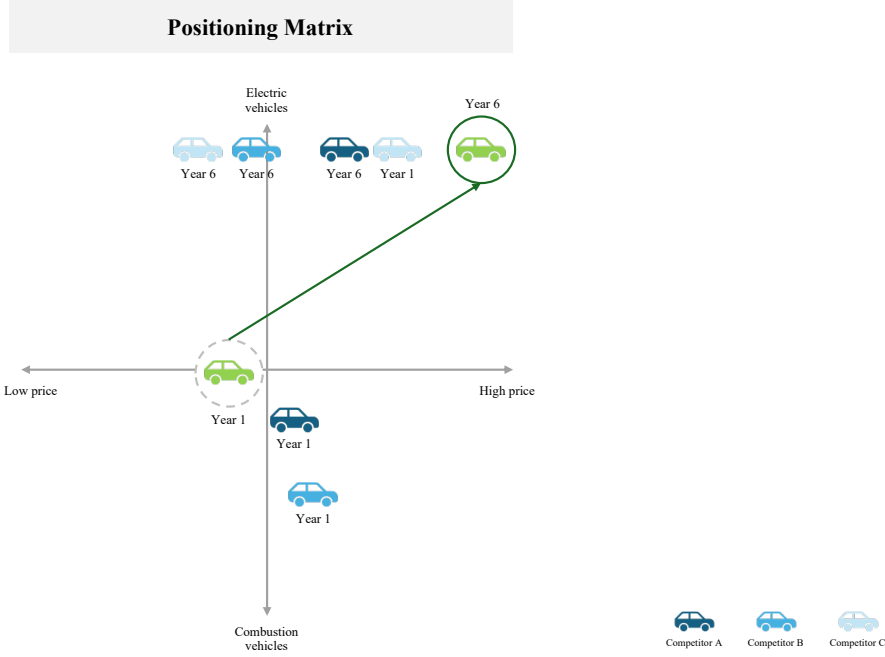 Positioning Matrix
Electric
vehicles
Year 6
Year 6
Year 6
Year 6
Year 1
Low price
High price
Year 1
Year 1
Year 1
Combustion
vehicles
Competitor A
Competitor B
Competitor C